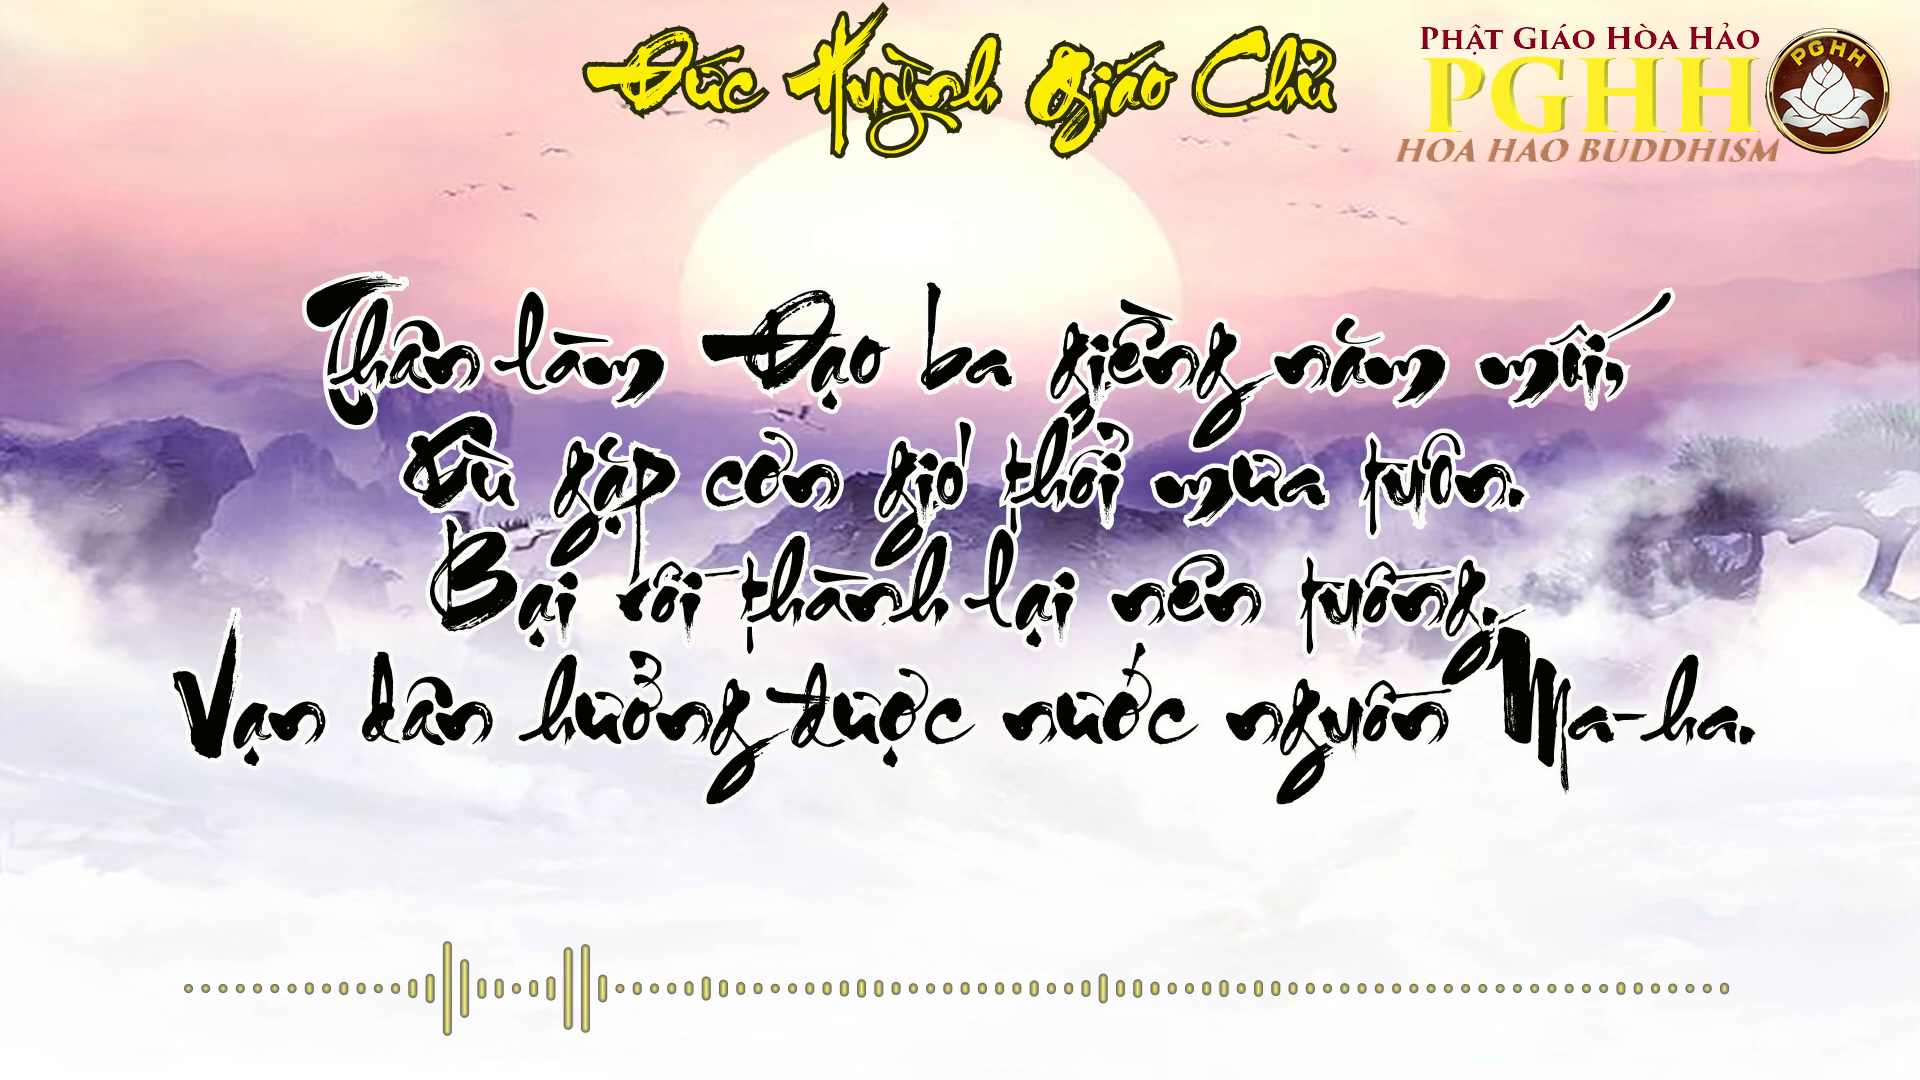 Đức Huỳnh Giáo Chủ
PHẬT GIÁO HÒA HẢO
PGHH
HOA HAO BUDDHISM
PGHH
Thân làm Đạo ba giềng năm mối,
Dù gặp cơn gió thổi mưa tuôn.
Bại rồi thành lại nên tuồng,
Vạn dân hưởng được nước nguồn Ma-ha.